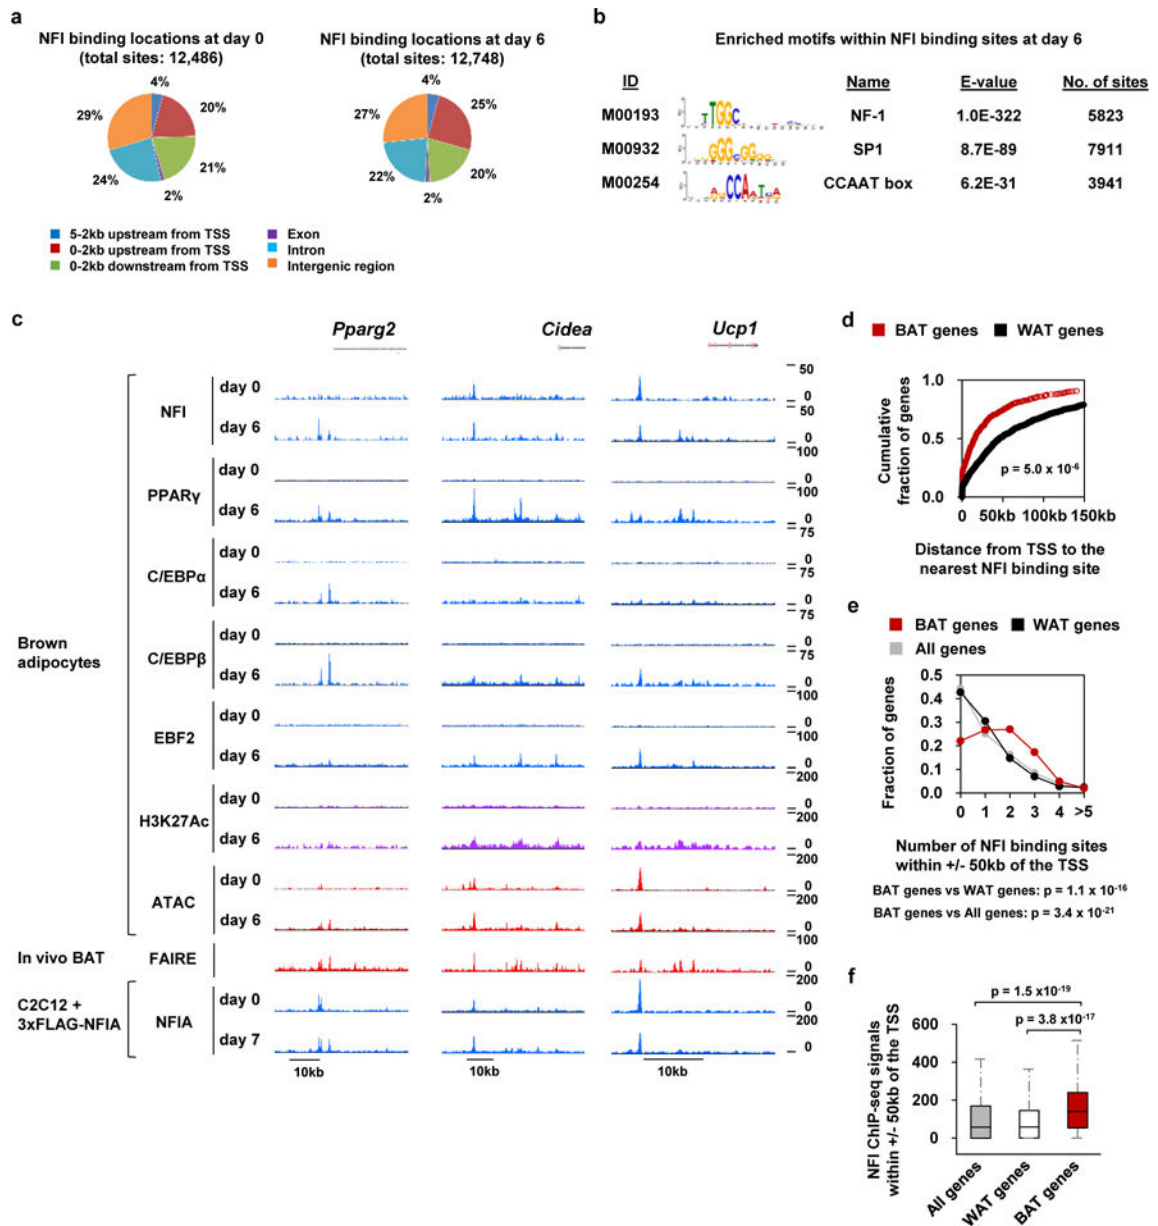 a
NFI binding locations at day 0
(total sites: 12,486)
4%
20%
21%
2%
24%
29%
NFI binding locations at day 6
(total sites: 12,748)
4%
25%
20%
2%
22%
27%
5-2kb upstream from TSS
0-2kb upstream from TSS
0-2kb downstream from TSS
Exon
Intron
Intergenic region
b
Enriched motifs within NFI binding sites at day 6
ID Name E-value No. of sites
M00193 TTGGC NF-1 1.0E-322 5823
M00932 GGGCGG SP1 8.7E-89 7911
M00254 CCAAT CCAAT box 6.2E-31 3941
c
Pparg2 Cidea Ucp1
Brown
adipocytes
NFI
day 0
50
0
day 6
50
0
PPARγ
day 0
100
0
day 6
100
0
C/EBPα
day 0
75
0
day 6
75
0
C/EBPβ
day 0
75
0
day 6
75
0
EBF2
day 0
100
0
day 6
100
0
H3K27Ac
day 0
200
0
day 6
200
0
ATAC
day 0
200
0
day 6
200
0
In vivo BAT
FAIRE
100
0
C2C12 +
3xFLAG-NFIA
NFIA
day 0
200
0
day 7
200
0
10kb 10kb 10kb
d
BAT genes WAT genes
Cumulative
fraction of genes
1.0
0.5
0.0
p = 5.0 x 10-6
0 50kb 100kb 150kb
Distance from TSS to the
nearest NFI binding site
e
BAT genes WAT genes
All genes
Fraction of genes
0.5
0.4
0.3
0.2
0.1
0.0
0 1 2 3 4 >5
Number of NFI binding sites
within +/- 50kb of the TSS
BAT genes vs WAT genes: p = 1.1 x 10-16
BAT genes vs All genes: p = 3.4 x 10-21
f
NFI ChIP-seq signals
within +/- 50kb of the TSS
p = 1.5 x10-19
p = 3.8 x10-17
600
400
200
0
All genes
WAT genes
BAT genes